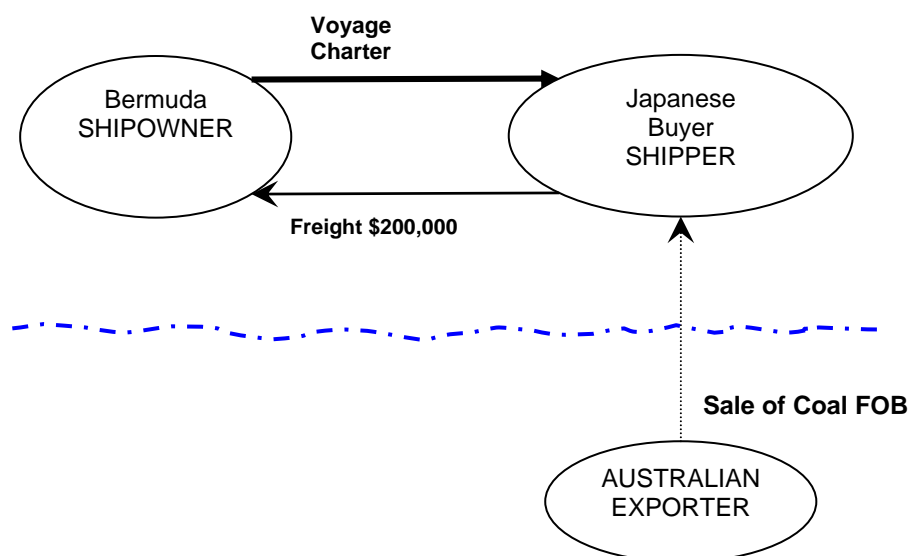 Voyage
Charter
Bermuda
SHIPOWNER
Japanese
Buyer
SHIPPER
Freight $200,000
Sale of Coal FOB
AUSTRALIAN
EXPORTER